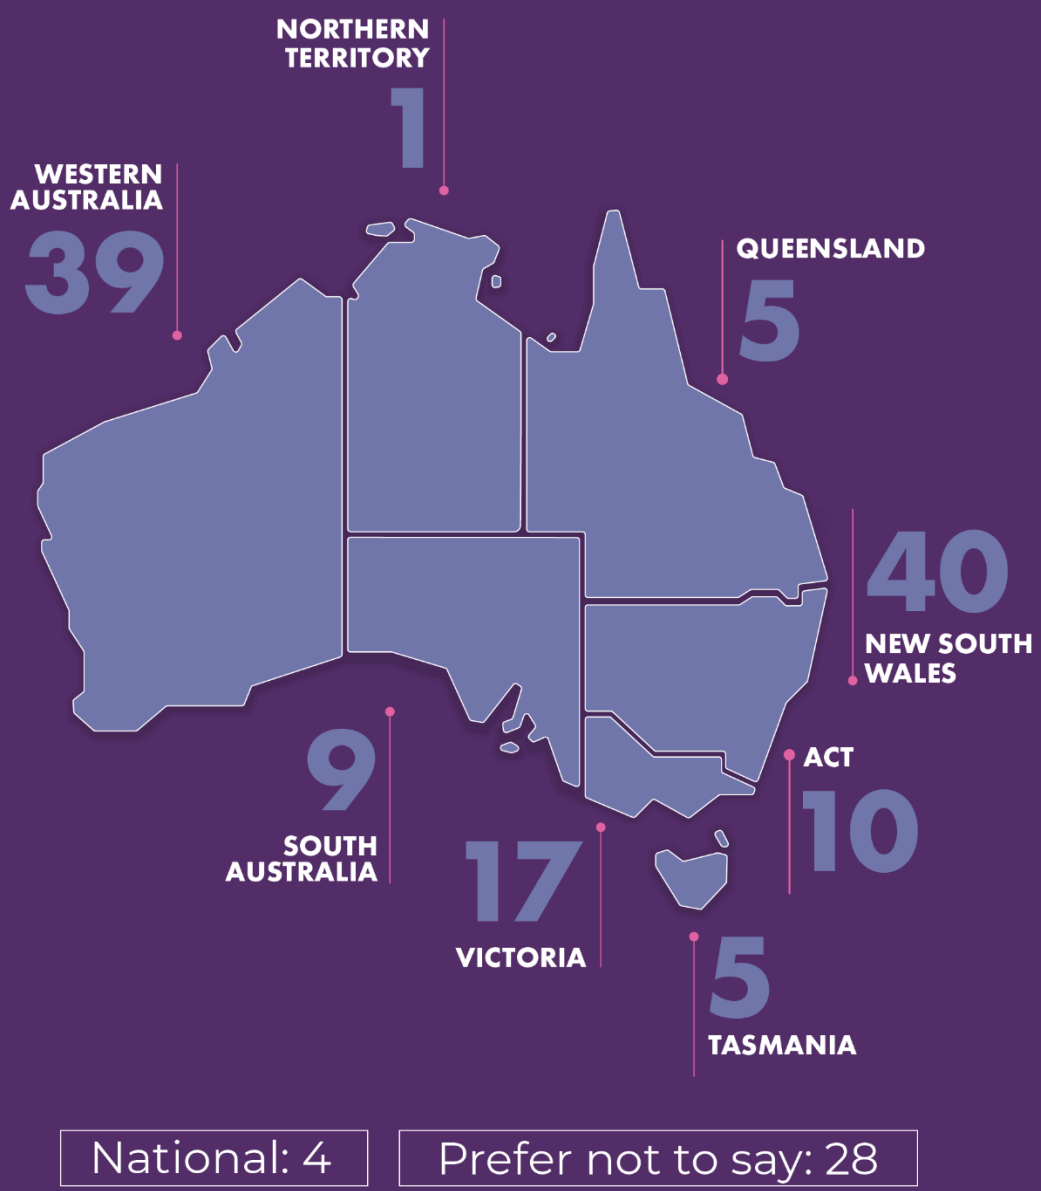 NORTHERN
TERRITORY
1
WESTERN
AUSTRALIA
39
QUEENSLAND
5
40
NEW SOUTH
WALES
ACT
10
9
SOUTH
AUSTRALIA
17
VICTORIA
5
TASMANIA
National: 4
Prefer not to say: 28